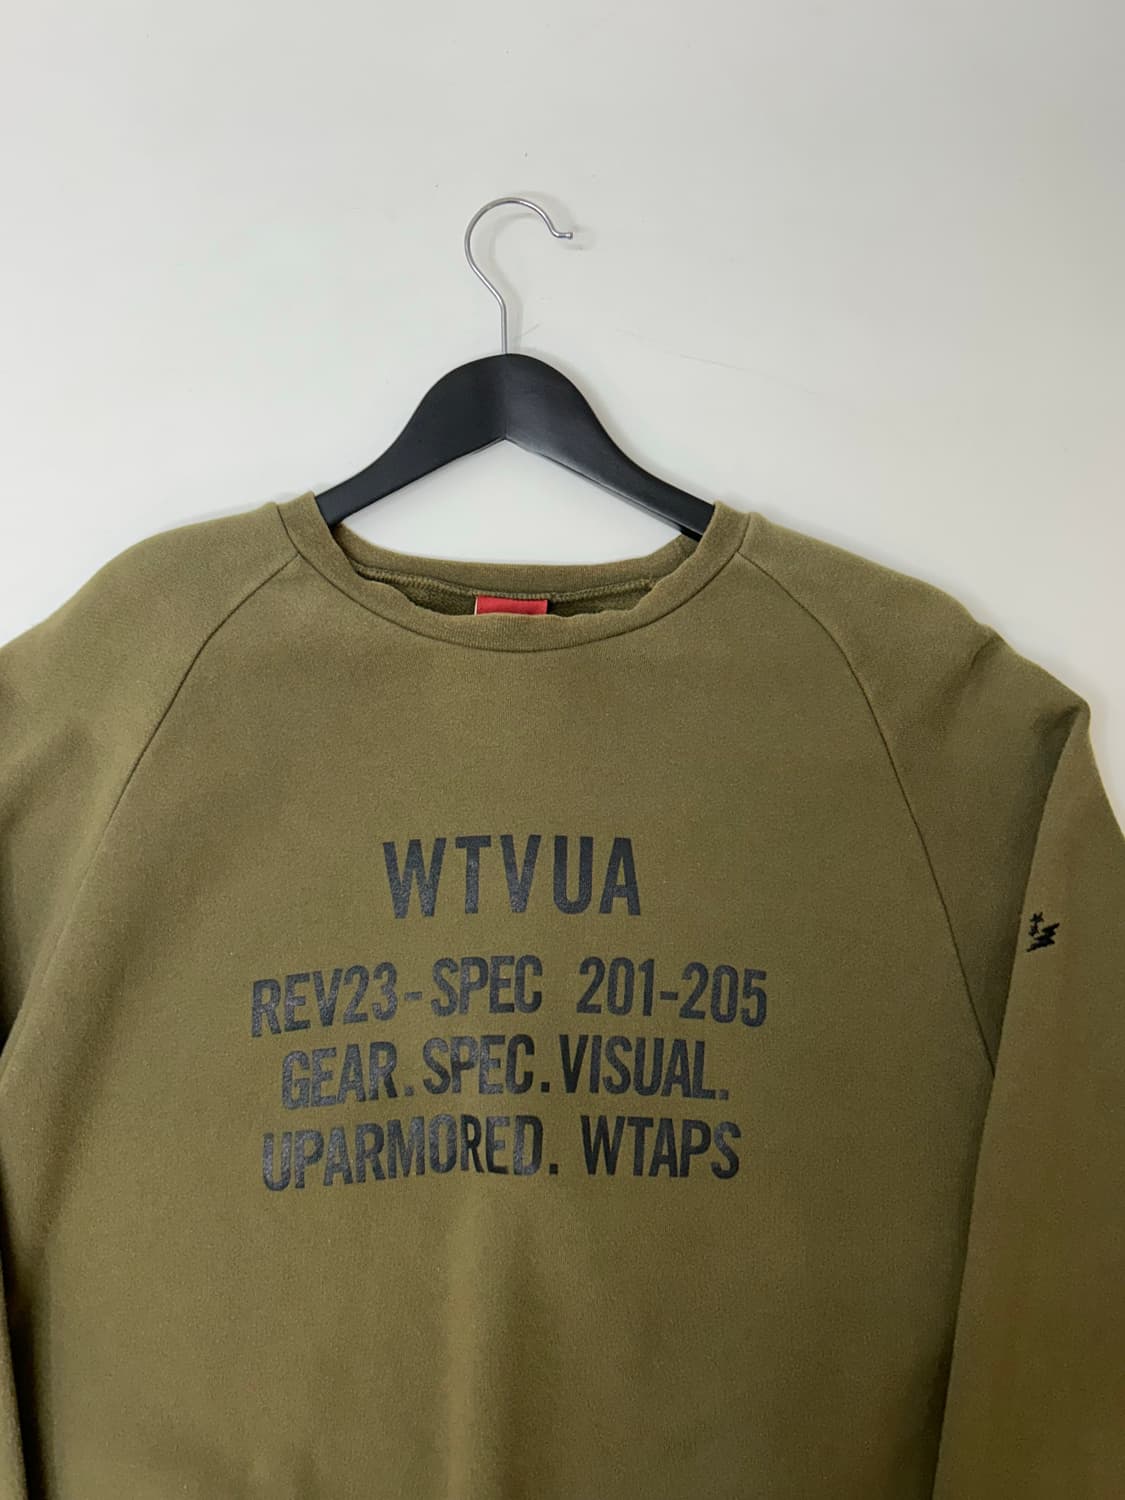 WTVUA
REV23-SPEC 201-205
GEAR.SPEC.VISUAL.
UPARMORED. WTAPS